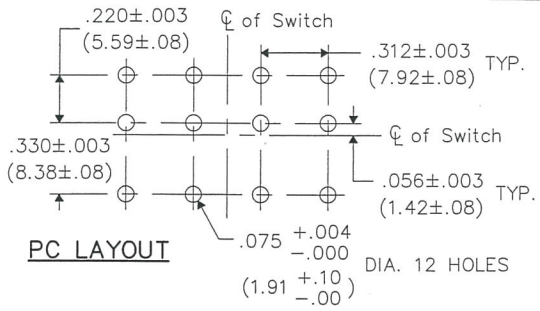 .220±.003
(5.59±.08)
℄ of Switch
.312±.003 TYP.
(7.92±.08)
.330±.003
(8.38±.08)
℄ of Switch
.056±.003 TYP.
(1.42±.08)
PC LAYOUT
.075 +.004 -.000
(1.91 +.10 -.00) DIA. 12 HOLES